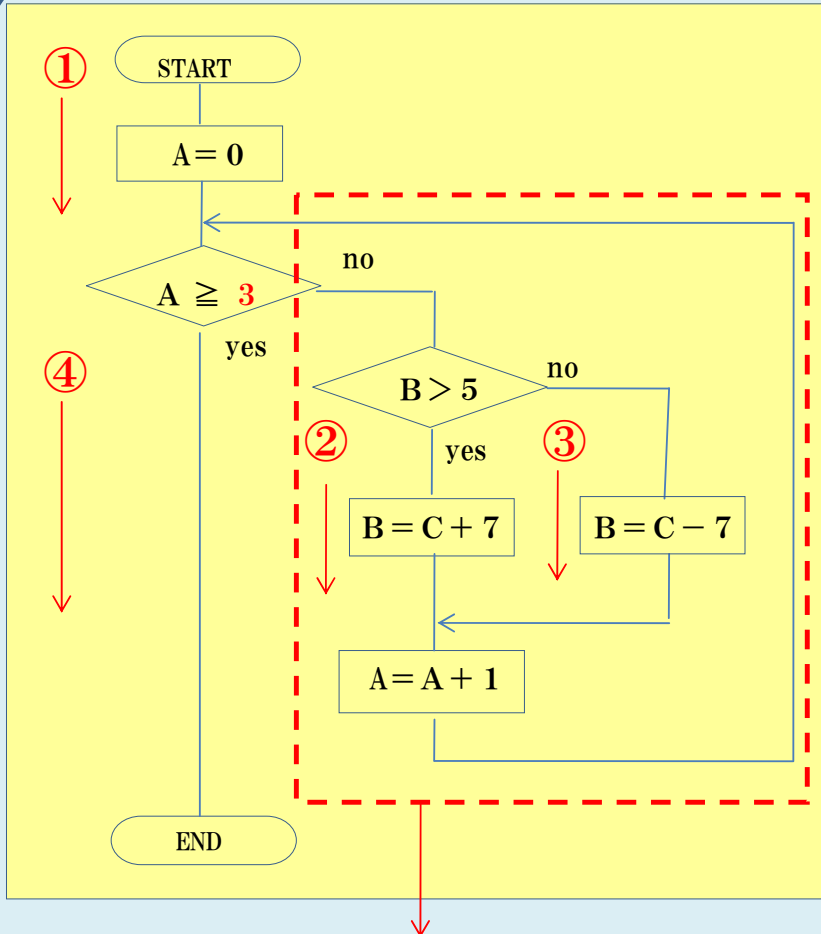 ①
START
A=0
no
A ≧ 3
yes
④
B>5
no
②
yes
③
B=C+7
B=C-7
A=A+1
END